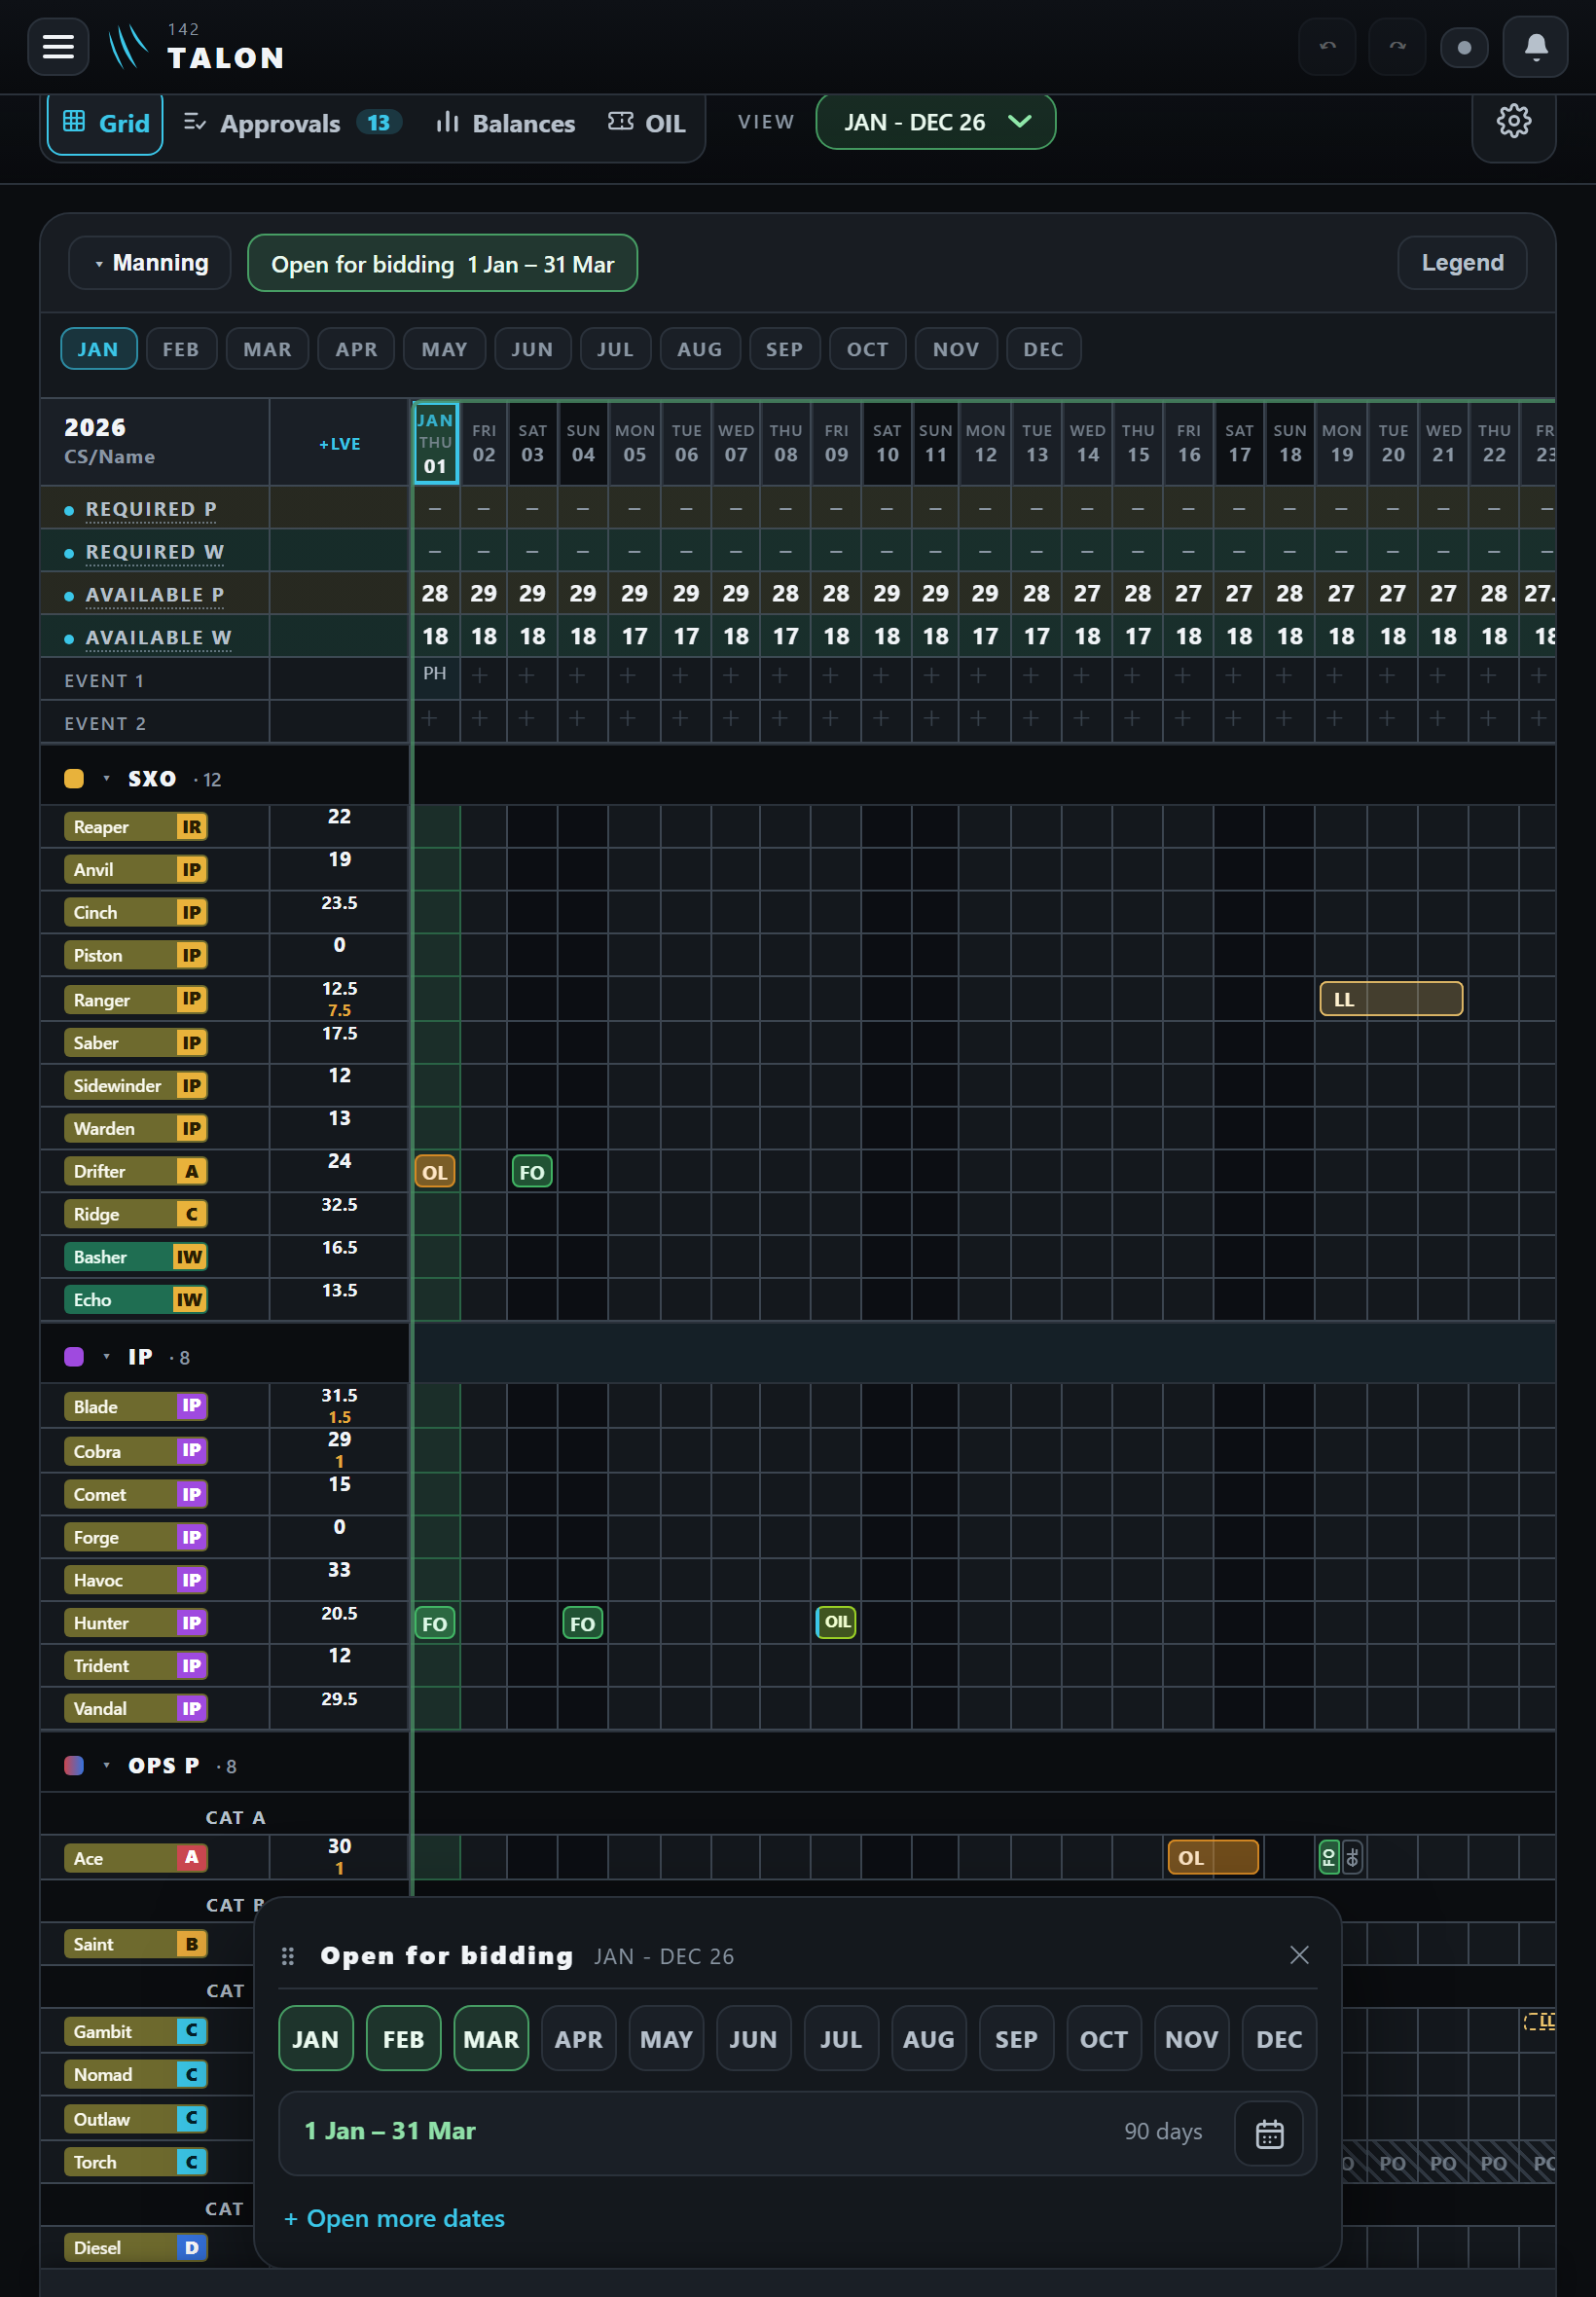 142
TALON
Grid Approvals 13 Balances OIL VIEW JAN - DEC 26
Manning Open for bidding 1 Jan – 31 Mar Legend
JAN FEB MAR APR MAY JUN JUL AUG SEP OCT NOV DEC
2026
CS/Name
+LVE
JAN THU 01
FRI 02
SAT 03
SUN 04
MON 05
TUE 06
WED 07
THU 08
FRI 09
SAT 10
SUN 11
MON 12
TUE 13
WED 14
THU 15
FRI 16
SAT 17
SUN 18
MON 19
TUE 20
WED 21
THU 22
FR 23
REQUIRED P – – – – – – – – – – – – – – – – – – – – – – –
REQUIRED W – – – – – – – – – – – – – – – – – – – – – – –
AVAILABLE P 28 29 29 29 29 29 29 28 28 29 29 29 28 27 28 27 27 28 27 27 27 28 27.
AVAILABLE W 18 18 18 18 17 17 18 17 18 18 18 17 17 18 17 18 18 18 18 18 18 18 18
EVENT 1 PH + + + + + + + + + + + + + + + + + + + + + +
EVENT 2 + + + + + + + + + + + + + + + + + + + + + + +
SXO · 12
Reaper IR 22
Anvil IP 19
Cinch IP 23.5
Piston IP 0
Ranger IP 12.5 7.5 LL
Saber IP 17.5
Sidewinder IP 12
Warden IP 13
Drifter A 24 OL FO
Ridge C 32.5
Basher IW 16.5
Echo IW 13.5
IP · 8
Blade IP 31.5 1.5
Cobra IP 29 1
Comet IP 15
Forge IP 0
Havoc IP 33
Hunter IP 20.5 FO FO OIL
Trident IP 12
Vandal IP 29.5
OPS P · 8
CAT A
Ace A 30 1 OL FO
CAT B
Saint B
CAT
Gambit C LL
Nomad C
Outlaw C
Torch C O PO PO PO PO
CAT
Diesel D
Open for bidding JAN - DEC 26
JAN FEB MAR APR MAY JUN JUL AUG SEP OCT NOV DEC
1 Jan – 31 Mar 90 days
+ Open more dates